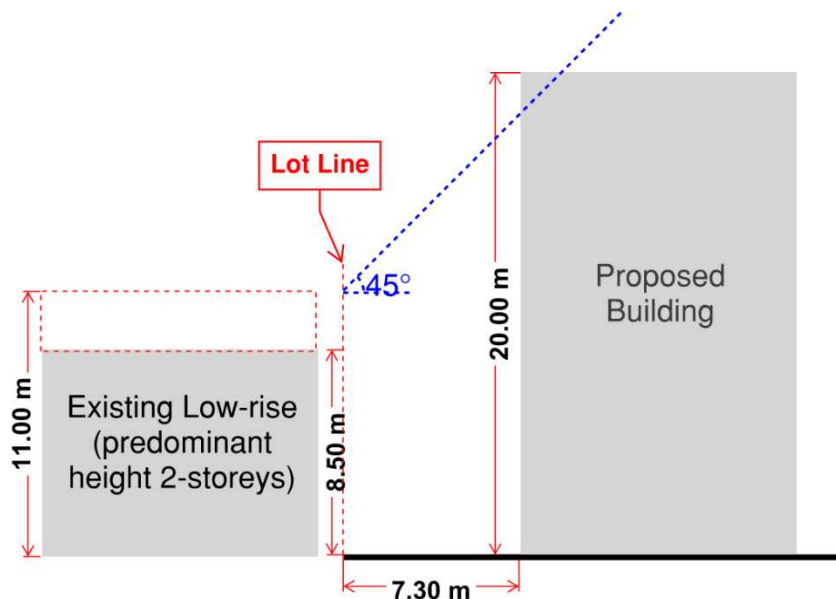 Lot Line
45°
20.00 m
Proposed
Building
11.00 m
Existing Low-rise
(predominant
height 2-storeys)
8.50 m
7.30 m